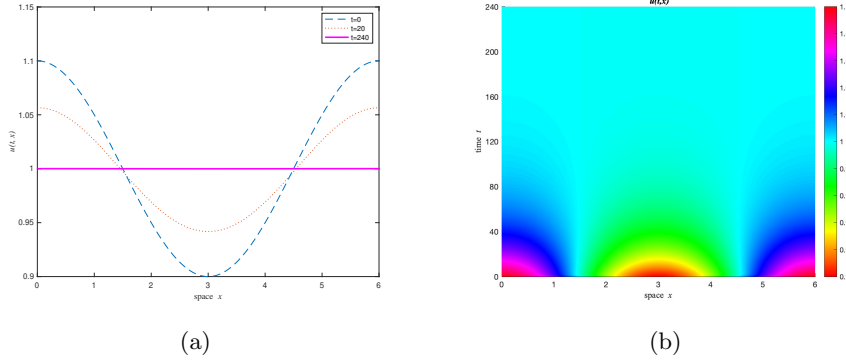 1.15
1.1
1.05
1
0.95
0.9
0 1 2 3 4 5 6
space x
u(t, x)
t=0
t=20
t=240
(a)
u(t,x)
240
200
160
120
80
40
0
0 1 2 3 4 5 6
space x
time t
(b)